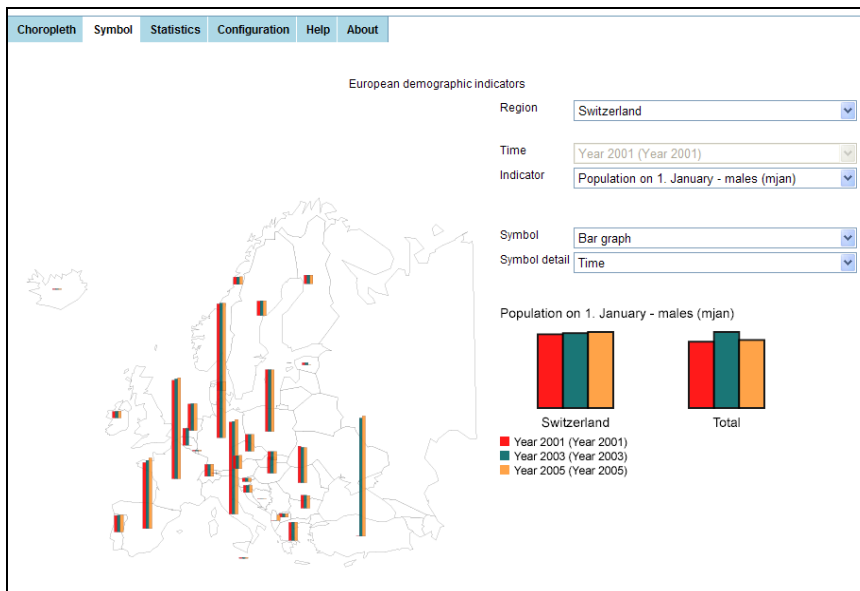 Choropleth Symbol Statistics Configuration Help About
European demographic indicators
Region Switzerland
Time Year 2001 (Year 2001)
Indicator Population on 1. January - males (mjan)
Symbol Bar graph
Symbol detail Time
Population on 1. January - males (mjan)
Switzerland Total
Year 2001 (Year 2001)
Year 2003 (Year 2003)
Year 2005 (Year 2005)